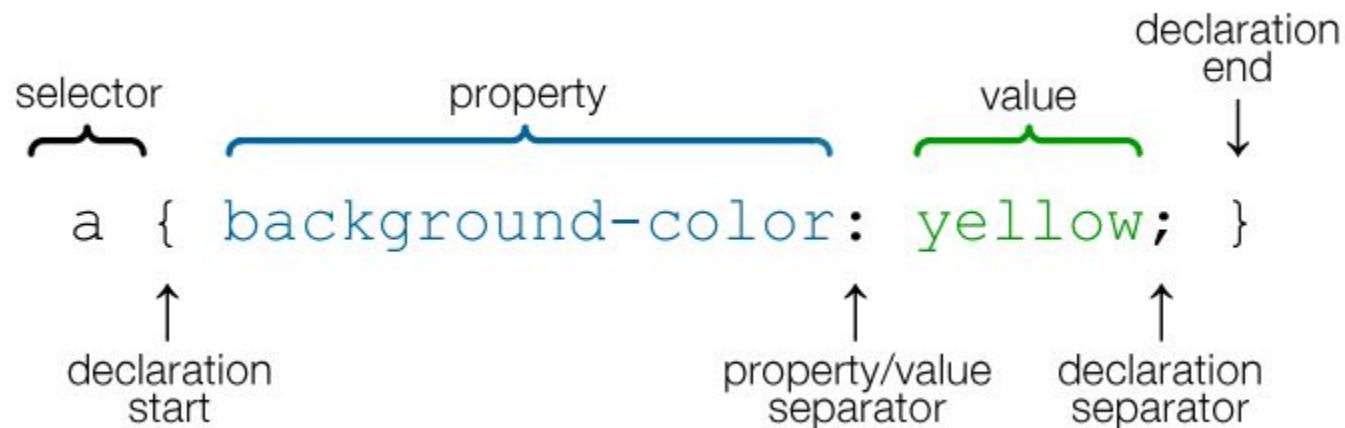 declaration
end
selector
property
value
a { background-color: yellow; }
declaration
start
property/value
separator
declaration
separator